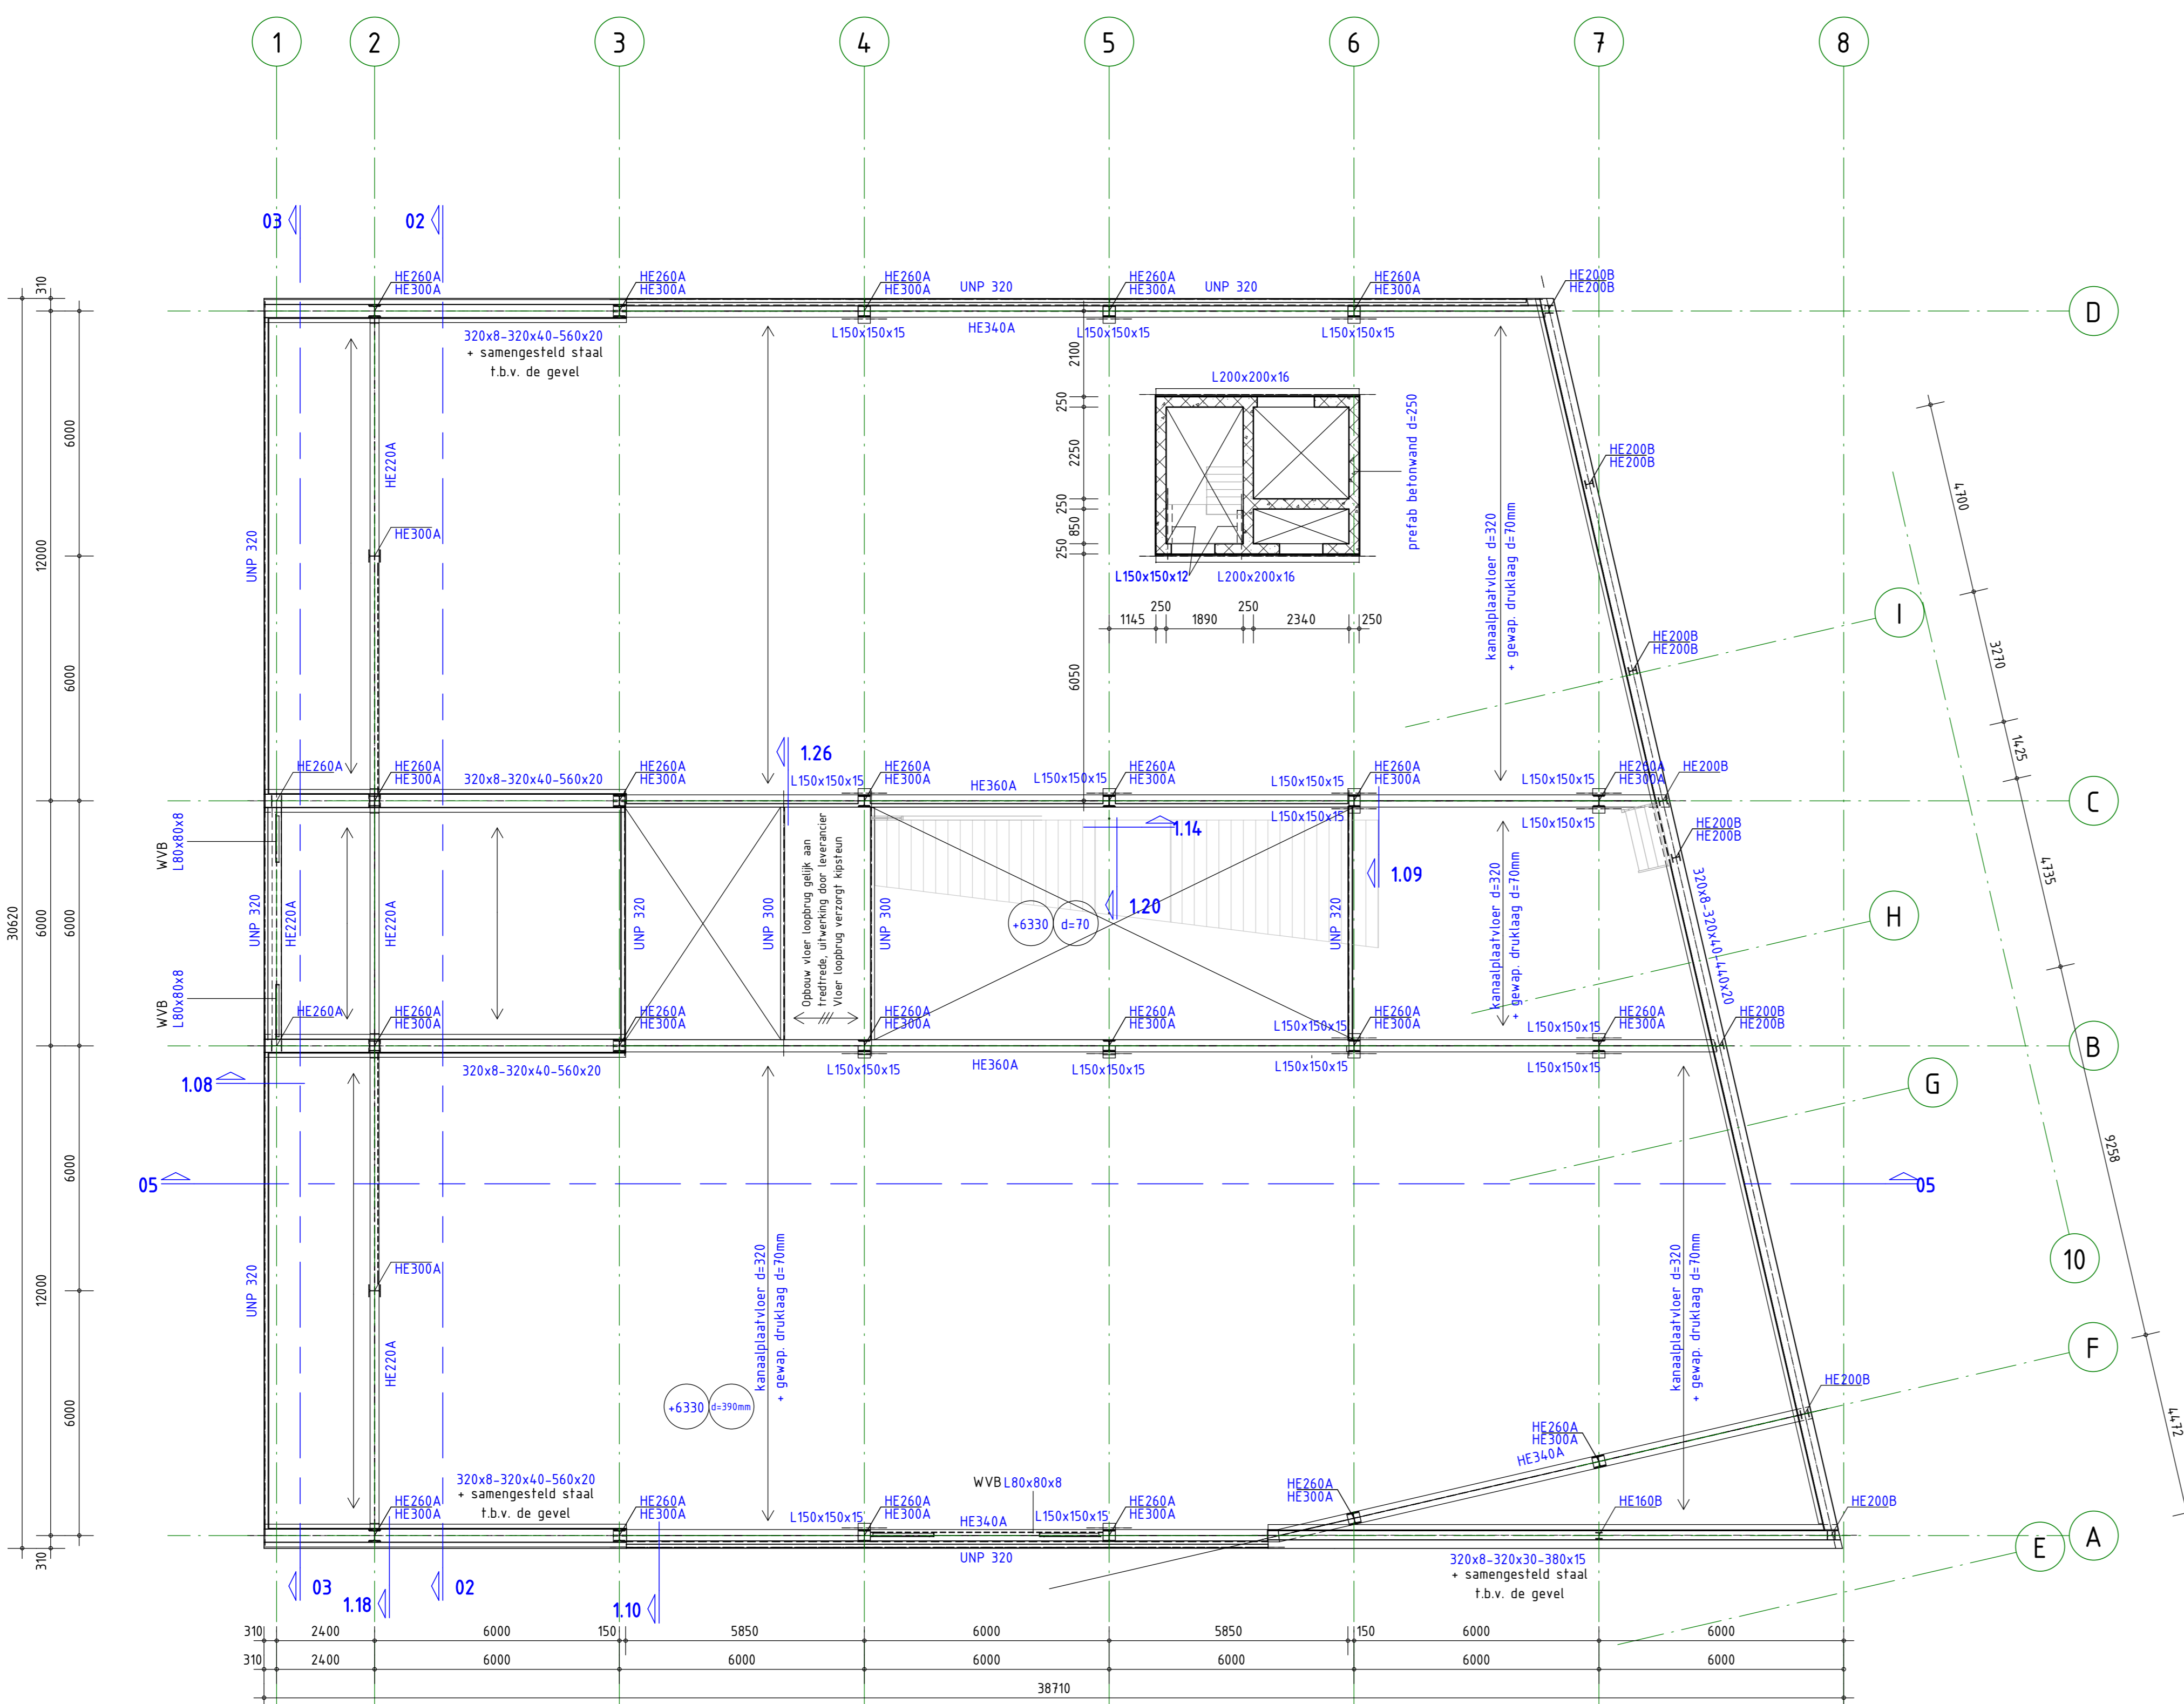 1
2
3
4
5
6
7
8
03
02
HE260A
HE300A
HE260A
HE300A
HE260A
HE300A
UNP 320
HE260A
HE300A
UNP 320
HE260A
HE300A
HE200B
HE200B
D
320x8-320x40-560x20
+ samengesteld staal
t.b.v. de gevel
L150x150x15
HE340A
L150x150x15
L150x150x15
310
6000
12000
6000
30620
6000
6000
6000
12000
6000
310
2100
250
2250
250
850
250
6050
L200x200x16
prefab betonwand d=250
L150x150x12
L200x200x16
1145
250
1890
250
2340
250
kanaalplaatvloer d=320
+ gewap. druklaag d=70mm
HE200B
HE200B
HE200B
HE200B
4700
3270
1425
4735
9258
4472
I
HE220A
HE300A
UNP 320
1.26
HE260A
HE260A
HE300A
320x8-320x40-560x20
HE260A
HE300A
L150x150x15
HE260A
HE300A
HE360A
L150x150x15
HE260A
HE300A
L150x150x15
HE260A
HE300A
L150x150x15
HE260A
HE300A
HE200B
C
L150x150x15
L150x150x15
1.14
HE200B
HE200B
WVB
L80x80x8
UNP 320
HE220A
HE220A
UNP 320
UNP 300
Opbouw vloer loopbrug gelijk aan
tredtrede, uitwerking door leverancier
Vloer loopbrug verzorgt kipsteun
UNP 300
+6330
d=70
1.20
UNP 320
1.09
kanaalplaatvloer d=320
+ gewap. druklaag d=70mm
320x8-320x40-440x20
H
WVB
L80x80x8
HE260A
HE260A
HE300A
HE260A
HE300A
HE260A
HE300A
HE260A
HE300A
L150x150x15
HE260A
HE300A
L150x150x15
HE260A
HE300A
HE200B
HE200B
B
320x8-320x40-560x20
L150x150x15
HE360A
L150x150x15
L150x150x15
L150x150x15
1.08
G
05
05
UNP 320
HE300A
HE220A
kanaalplaatvloer d=320
+ gewap. druklaag d=70mm
kanaalplaatvloer d=320
+ gewap. druklaag d=70mm
10
F
+6330
d=390mm
HE200B
HE260A
HE300A
HE340A
320x8-320x40-560x20
+ samengesteld staal
t.b.v. de gevel
HE260A
HE300A
HE260A
HE300A
L150x150x15
HE260A
HE300A
WVB L80x80x8
HE340A
L150x150x15
HE260A
HE300A
HE260A
HE300A
HE160B
HE200B
A
E
UNP 320
320x8-320x30-380x15
+ samengesteld staal
t.b.v. de gevel
03
1.18
02
1.10
310
2400
6000
150
5850
6000
5850
150
6000
6000
310
2400
6000
6000
6000
6000
6000
6000
38710